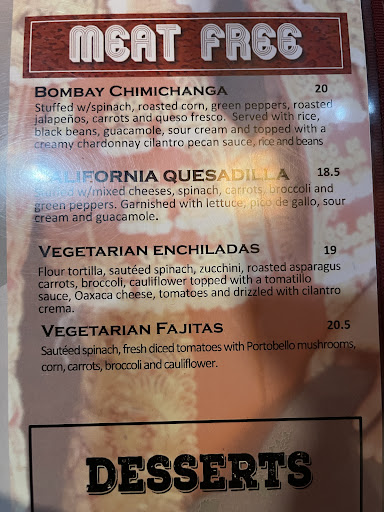 MEAT FREE
BOMBAY CHIMICHANGA 20
Stuffed w/spinach, roasted corn, green peppers, roasted
jalapeños, carrots and queso fresco. Served with rice,
black beans, guacamole, sour cream and topped with a
creamy chardonnay cilantro pecan sauce, rice and beans
CALIFORNIA QUESADILLA 18.5
Stuffed w/mixed cheeses, spinach, carrots, broccoli and
green peppers. Garnished with lettuce, pico de gallo, sour
cream and guacamole.
VEGETARIAN ENCHILADAS 19
Flour tortilla, sautéed spinach, zucchini, roasted asparagus
carrots, broccoli, cauliflower topped with a tomatillo
sauce, Oaxaca cheese, tomatoes and drizzled with cilantro
crema.
VEGETARIAN FAJITAS 20.5
Sautéed spinach, fresh diced tomatoes with Portobello mushrooms,
corn, carrots, broccoli and cauliflower.
DESSERTS